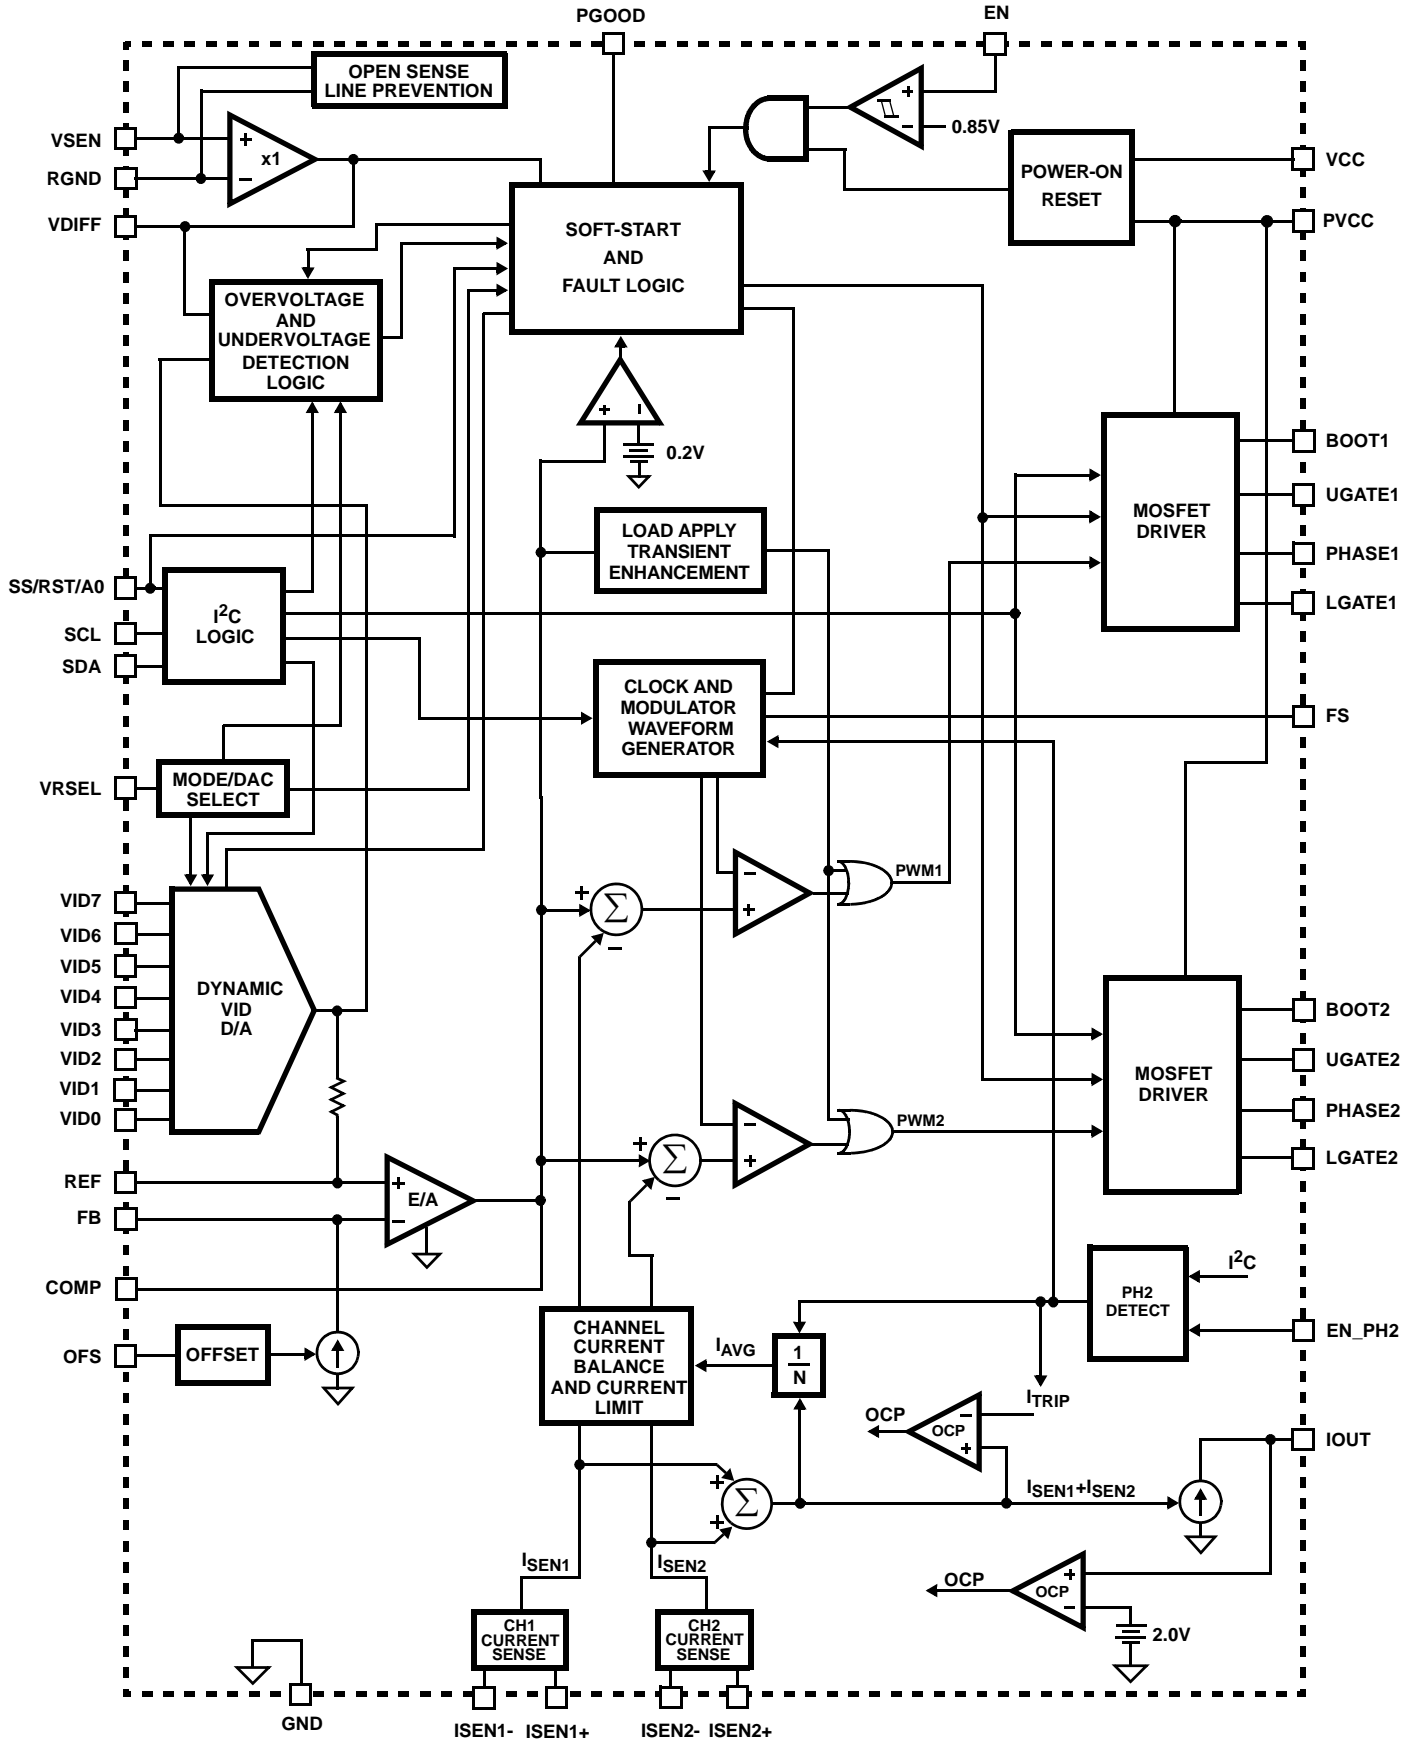 PGOOD
EN
OPEN SENSE
LINE PREVENTION
+
−
0.85V
VSEN
RGND
VDIFF
+
−
x1
POWER-ON
RESET
VCC
PVCC
SOFT-START
AND
FAULT LOGIC
OVERVOLTAGE
AND
UNDERVOLTAGE
DETECTION
LOGIC
+
−
0.2V
BOOT1
UGATE1
PHASE1
LGATE1
MOSFET
DRIVER
LOAD APPLY
TRANSIENT
ENHANCEMENT
SS/RST/A0
SCL
SDA
I2C
LOGIC
CLOCK AND
MODULATOR
WAVEFORM
GENERATOR
FS
VRSEL
MODE/DAC
SELECT
PWM1
−
+
+
Σ
−
VID7
VID6
VID5
VID4
VID3
VID2
VID1
VID0
DYNAMIC
VID
D/A
BOOT2
UGATE2
PHASE2
LGATE2
MOSFET
DRIVER
PWM2
−
+
+
Σ
−
REF
FB
+
−
E/A
COMP
OFS
OFFSET
CHANNEL
CURRENT
BALANCE
AND CURRENT
LIMIT
IAVG
1
N
PH2
DETECT
I2C
EN_PH2
ITRIP
OCP
−
OCP
+
IOUT
+
Σ
+
ISEN1+ISEN2
ISEN1
ISEN2
OCP
+
OCP
−
2.0V
CH1
CURRENT
SENSE
CH2
CURRENT
SENSE
GND
ISEN1- ISEN1+
ISEN2- ISEN2+